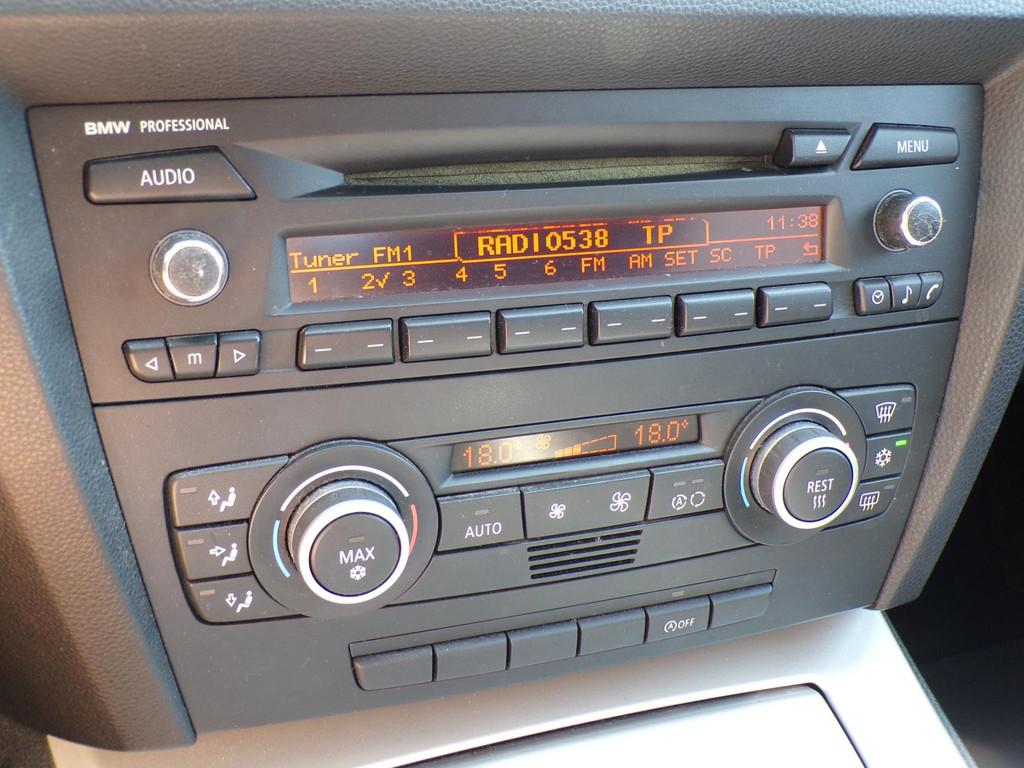 BMW PROFESSIONAL
AUDIO
MENU
Tuner FM1 RADIO538 TP 11:38
1 2√ 3 4 5 6 FM AM SET SC TP
m
18.0° 18.0°
AUTO
A
REST
MAX
A OFF